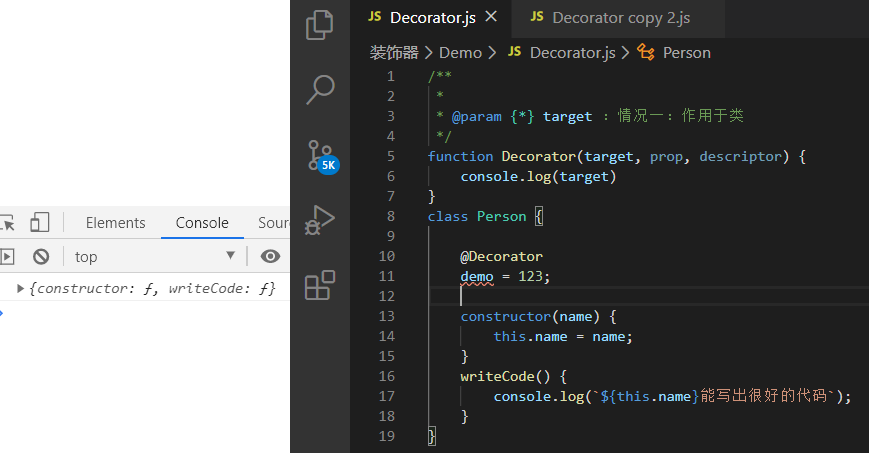 Elements Console Sour
top
{constructor: ƒ, writeCode: ƒ}
5K
JS Decorator.js JS Decorator copy 2.js
装饰器 > Demo > JS Decorator.js > Person
1 /**
2 *
3 * @param {*} target : 情况一: 作用于类
4 */
5 function Decorator(target, prop, descriptor) {
6 console.log(target)
7 }
8 class Person {
9
10 @Decorator
11 demo = 123;
12
13 constructor(name) {
14 this.name = name;
15 }
16 writeCode() {
17 console.log(`${this.name}能写出很好的代码`);
18 }
19 }